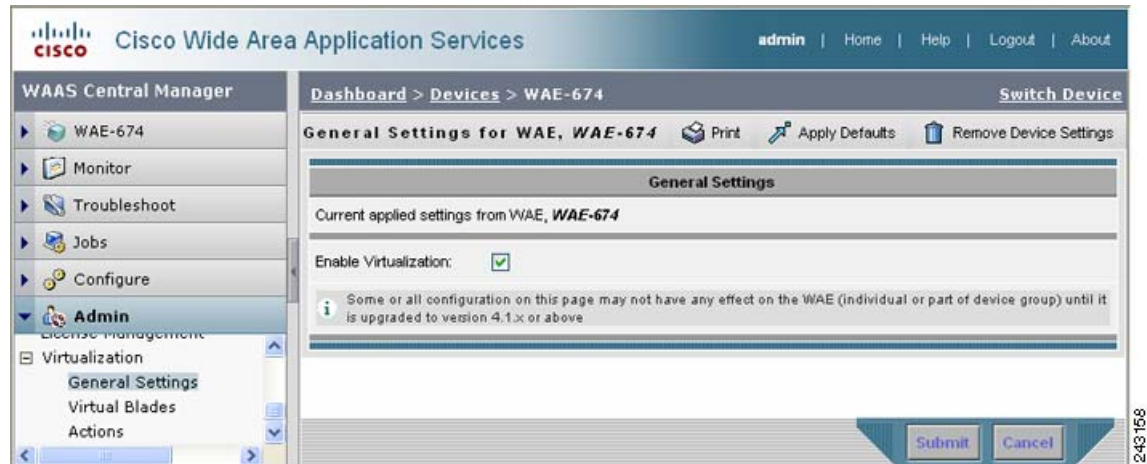 CISCO Cisco Wide Area Application Services
admin | Home | Help | Logout | About
WAAS Central Manager
WAE-674
Monitor
Troubleshoot
Jobs
Configure
Admin
License Management
Virtualization
General Settings
Virtual Blades
Actions
Dashboard > Devices > WAE-674
Switch Device
General Settings for WAE, WAE-674
Print
Apply Defaults
Remove Device Settings
General Settings
Current applied settings from WAE, WAE-674
Enable Virtualization:
Some or all configuration on this page may not have any effect on the WAE (individual or part of device group) until it
is upgraded to version 4.1.x or above
Submit
Cancel
243158